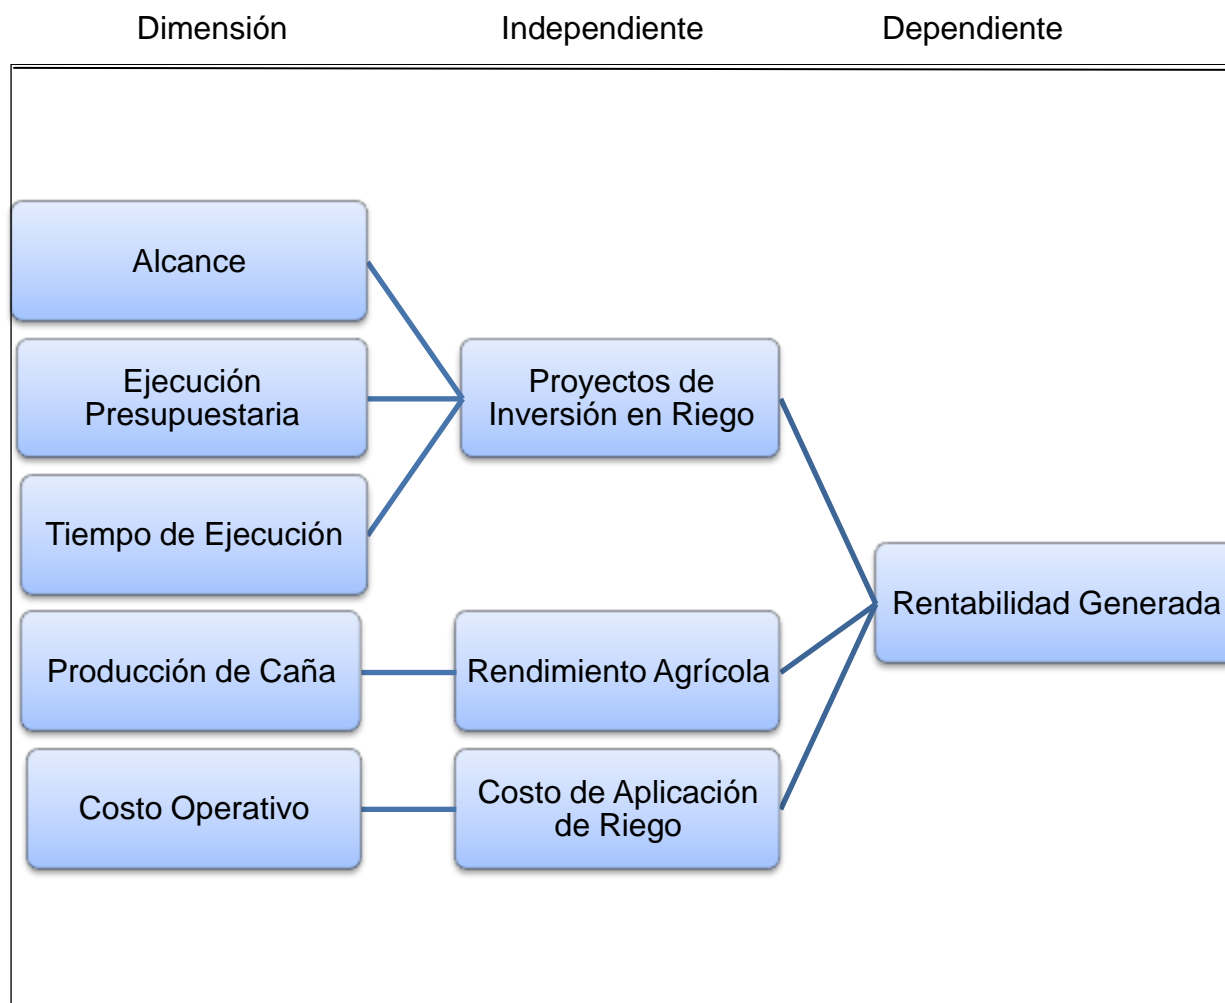 Dimensión
Independiente
Dependiente
Alcance
Ejecución
Presupuestaria
Proyectos de
Inversión en Riego
Tiempo de Ejecución
Rentabilidad Generada
Producción de Caña
Rendimiento Agrícola
Costo Operativo
Costo de Aplicación
de Riego